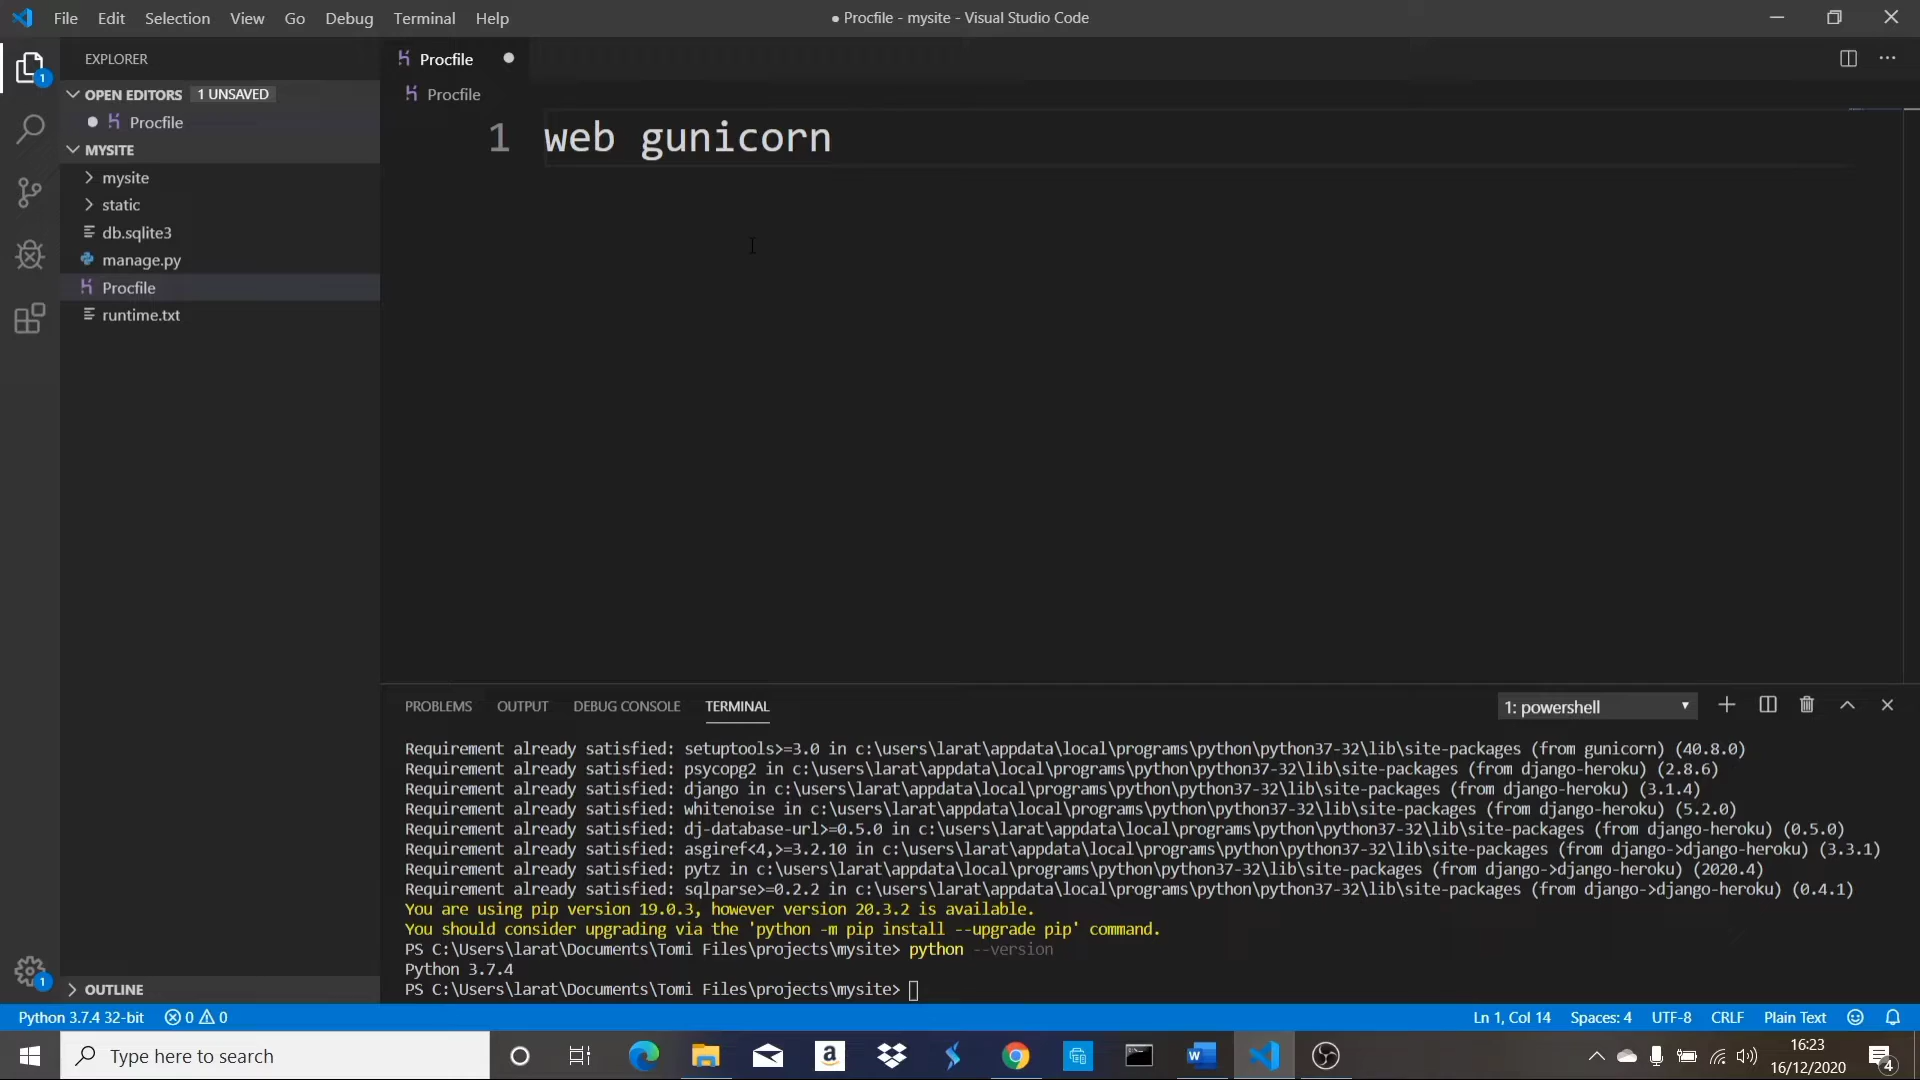 File Edit Selection View Go Debug Terminal Help
● Procfile - mysite - Visual Studio Code
EXPLORER
OPEN EDITORS 1 UNSAVED
Procfile
MYSITE
mysite
static
db.sqlite3
manage.py
Procfile
runtime.txt
OUTLINE
1
1
Procfile
Procfile
1 web gunicorn
PROBLEMS OUTPUT DEBUG CONSOLE TERMINAL
1: powershell
Requirement already satisfied: setuptools>=3.0 in c:\users\larat\appdata\local\programs\python\python37-32\lib\site-packages (from gunicorn) (40.8.0)
Requirement already satisfied: psycopg2 in c:\users\larat\appdata\local\programs\python\python37-32\lib\site-packages (from django-heroku) (2.8.6)
Requirement already satisfied: django in c:\users\larat\appdata\local\programs\python\python37-32\lib\site-packages (from django-heroku) (3.1.4)
Requirement already satisfied: whitenoise in c:\users\larat\appdata\local\programs\python\python37-32\lib\site-packages (from django-heroku) (5.2.0)
Requirement already satisfied: dj-database-url>=0.5.0 in c:\users\larat\appdata\local\programs\python\python37-32\lib\site-packages (from django-heroku) (0.5.0)
Requirement already satisfied: asgiref<4,>=3.2.10 in c:\users\larat\appdata\local\programs\python\python37-32\lib\site-packages (from django->django-heroku) (3.3.1)
Requirement already satisfied: pytz in c:\users\larat\appdata\local\programs\python\python37-32\lib\site-packages (from django->django-heroku) (2020.4)
Requirement already satisfied: sqlparse>=0.2.2 in c:\users\larat\appdata\local\programs\python\python37-32\lib\site-packages (from django->django-heroku) (0.4.1)
You are using pip version 19.0.3, however version 20.3.2 is available.
You should consider upgrading via the 'python -m pip install --upgrade pip' command.
PS C:\Users\larat\Documents\Tomi Files\projects\mysite> python --version
Python 3.7.4
PS C:\Users\larat\Documents\Tomi Files\projects\mysite>
Python 3.7.4 32-bit 0 0
Ln 1, Col 14 Spaces: 4 UTF-8 CRLF Plain Text
Type here to search
16:23
16/12/2020
4